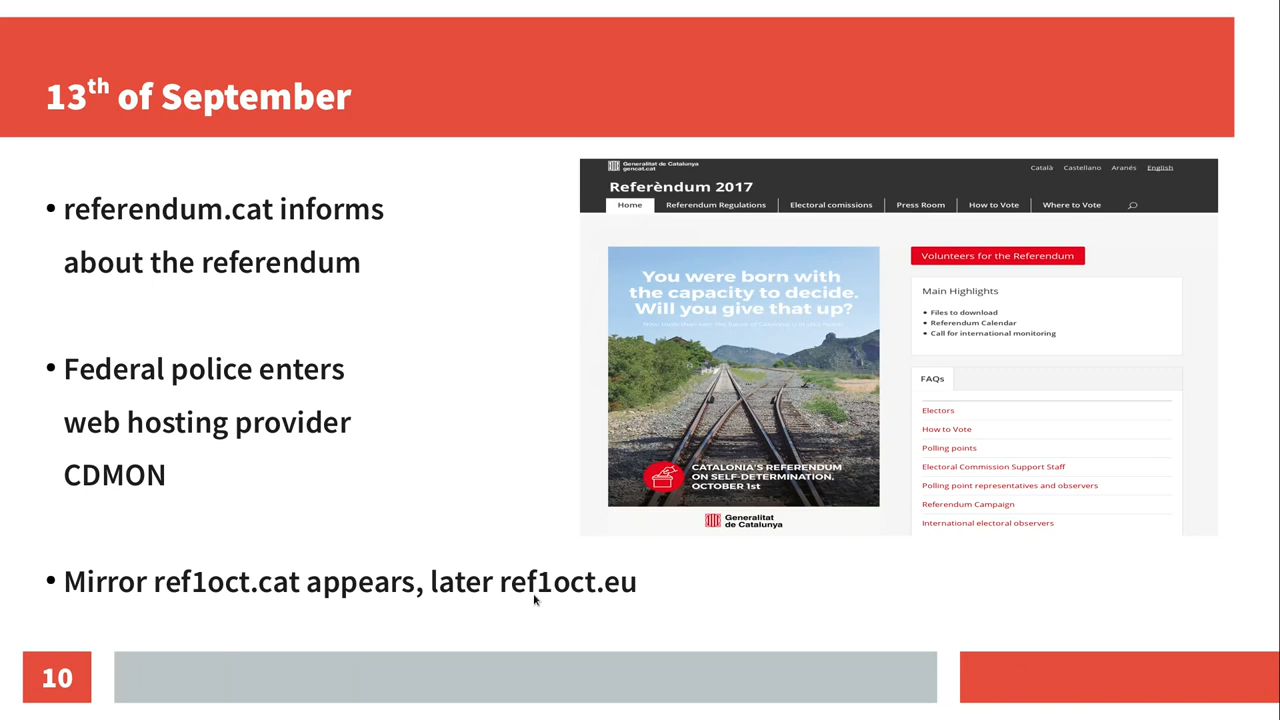 13th of September
• referendum.cat informs
about the referendum
• Federal police enters
web hosting provider
CDMON
• Mirror ref1oct.cat appears, later ref1oct.eu
10
Generalitat de Catalunya
gencat.cat
Català Castellano Aranés English
Referèndum 2017
Home Referendum Regulations Electoral comissions Press Room How to Vote Where to Vote
You were born with
the capacity to decide.
Will you give that up?
CATALONIA'S REFERENDUM
ON SELF-DETERMINATION.
OCTOBER 1st
Generalitat
de Catalunya
Volunteers for the Referendum
Main Highlights
• Files to download
• Referendum Calendar
• Call for international monitoring
FAQs
Electors
How to Vote
Polling points
Electoral Commission Support Staff
Polling point representatives and observers
Referendum Campaign
International electoral observers